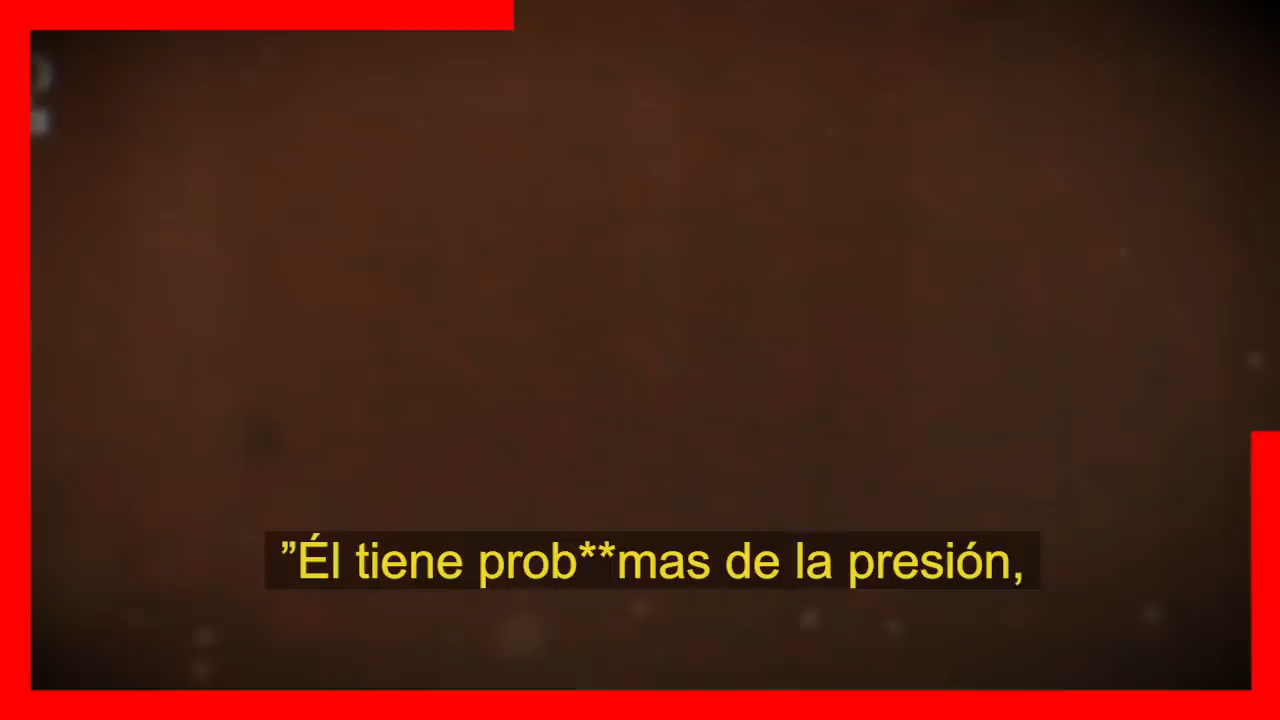 ”Él tiene prob**mas de la presión,